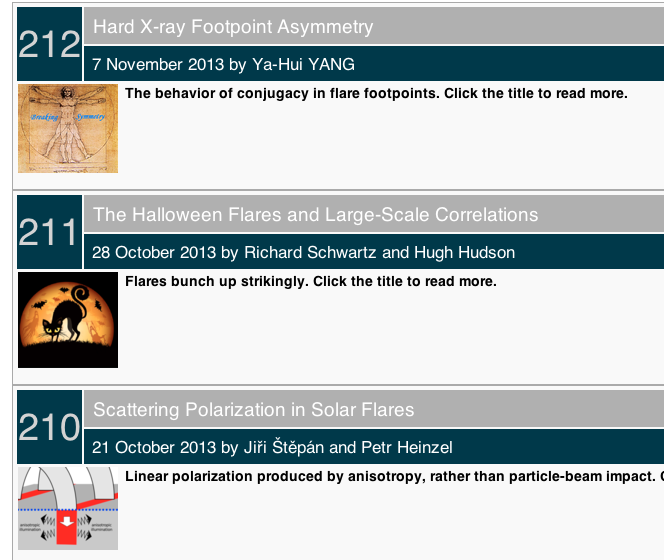 212
Hard X-ray Footpoint Asymmetry
7 November 2013 by Ya-Hui YANG
Breaking Symmetry
The behavior of conjugacy in flare footpoints. Click the title to read more.
211
The Halloween Flares and Large-Scale Correlations
28 October 2013 by Richard Schwartz and Hugh Hudson
Flares bunch up strikingly. Click the title to read more.
210
Scattering Polarization in Solar Flares
21 October 2013 by Jiři Štěpán and Petr Heinzel
Linear polarization produced by anisotropy, rather than particle-beam impact.
anisotropic anisotropic
illumination illumination